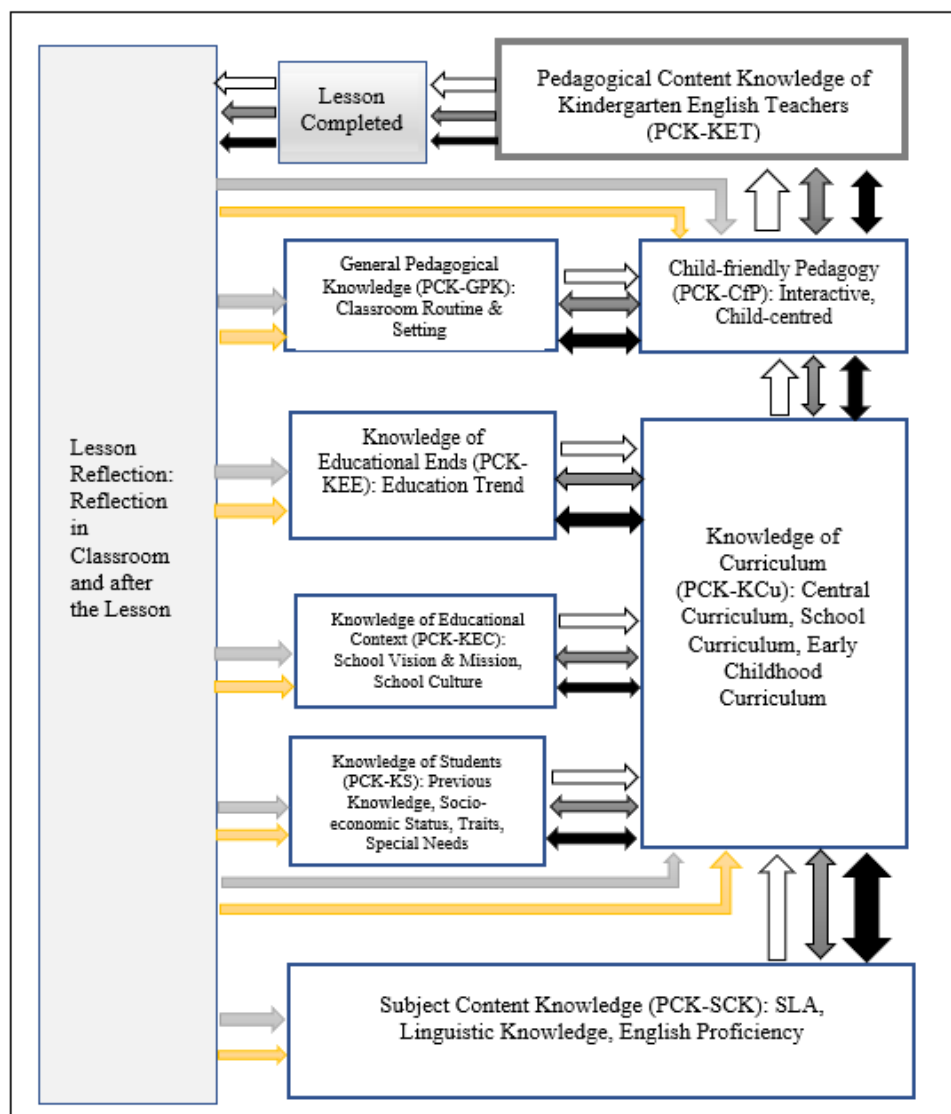 Lesson
Completed
Pedagogical Content Knowledge of
Kindergarten English Teachers
(PCK-KET)
General Pedagogical
Knowledge (PCK-GPK):
Classroom Routine &
Setting
Child-friendly Pedagogy
(PCK-CfP): Interactive,
Child-centred
Lesson
Reflection:
Reflection
in
Classroom
and after
the Lesson
Knowledge of
Educational Ends (PCK-
KEE): Education Trend
Knowledge of Educational
Context (PCK-KEC):
School Vision & Mission,
School Culture
Knowledge of Students
(PCK-KS): Previous
Knowledge, Socio-
economic Status, Traits,
Special Needs
Knowledge of
Curriculum
(PCK-KCu): Central
Curriculum, School
Curriculum, Early
Childhood
Curriculum
Subject Content Knowledge (PCK-SCK): SLA,
Linguistic Knowledge, English Proficiency